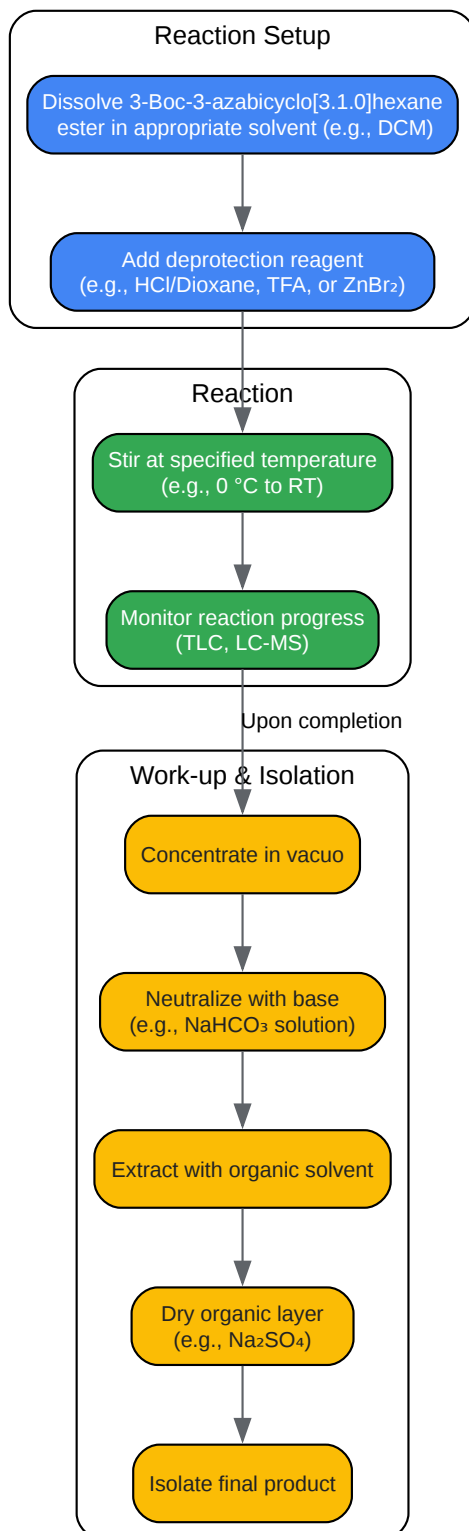 Reaction Setup
Dissolve 3-Boc-3-azabicyclo[3.1.0]hexane
ester in appropriate solvent (e.g., DCM)
Add deprotection reagent
(e.g., HCl/Dioxane, TFA, or ZnBr₂)
Reaction
Stir at specified temperature
(e.g., 0 °C to RT)
Monitor reaction progress
(TLC, LC-MS)
Upon completion
Work-up & Isolation
Concentrate in vacuo
Neutralize with base
(e.g., NaHCO₃ solution)
Extract with organic solvent
Dry organic layer
(e.g., Na₂SO₄)
Isolate final product